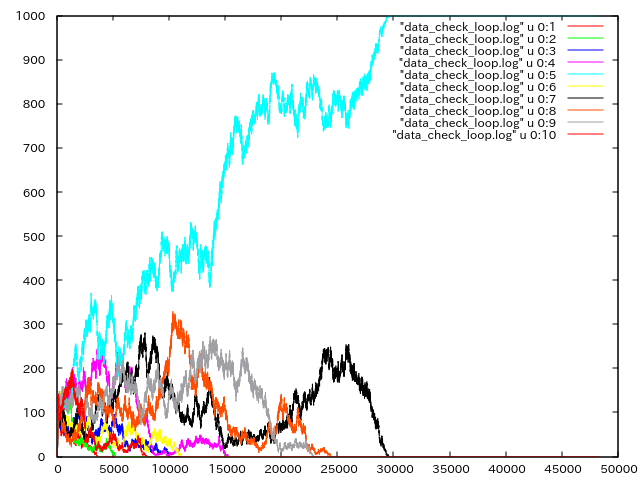 1000
900
800
700
600
500
400
300
200
100
0
0 5000 10000 15000 20000 25000 30000 35000 40000 45000 50000
"data_check_loop.log" u 0:1
"data_check_loop.log" u 0:2
"data_check_loop.log" u 0:3
"data_check_loop.log" u 0:4
"data_check_loop.log" u 0:5
"data_check_loop.log" u 0:6
"data_check_loop.log" u 0:7
"data_check_loop.log" u 0:8
"data_check_loop.log" u 0:9
"data_check_loop.log" u 0:10